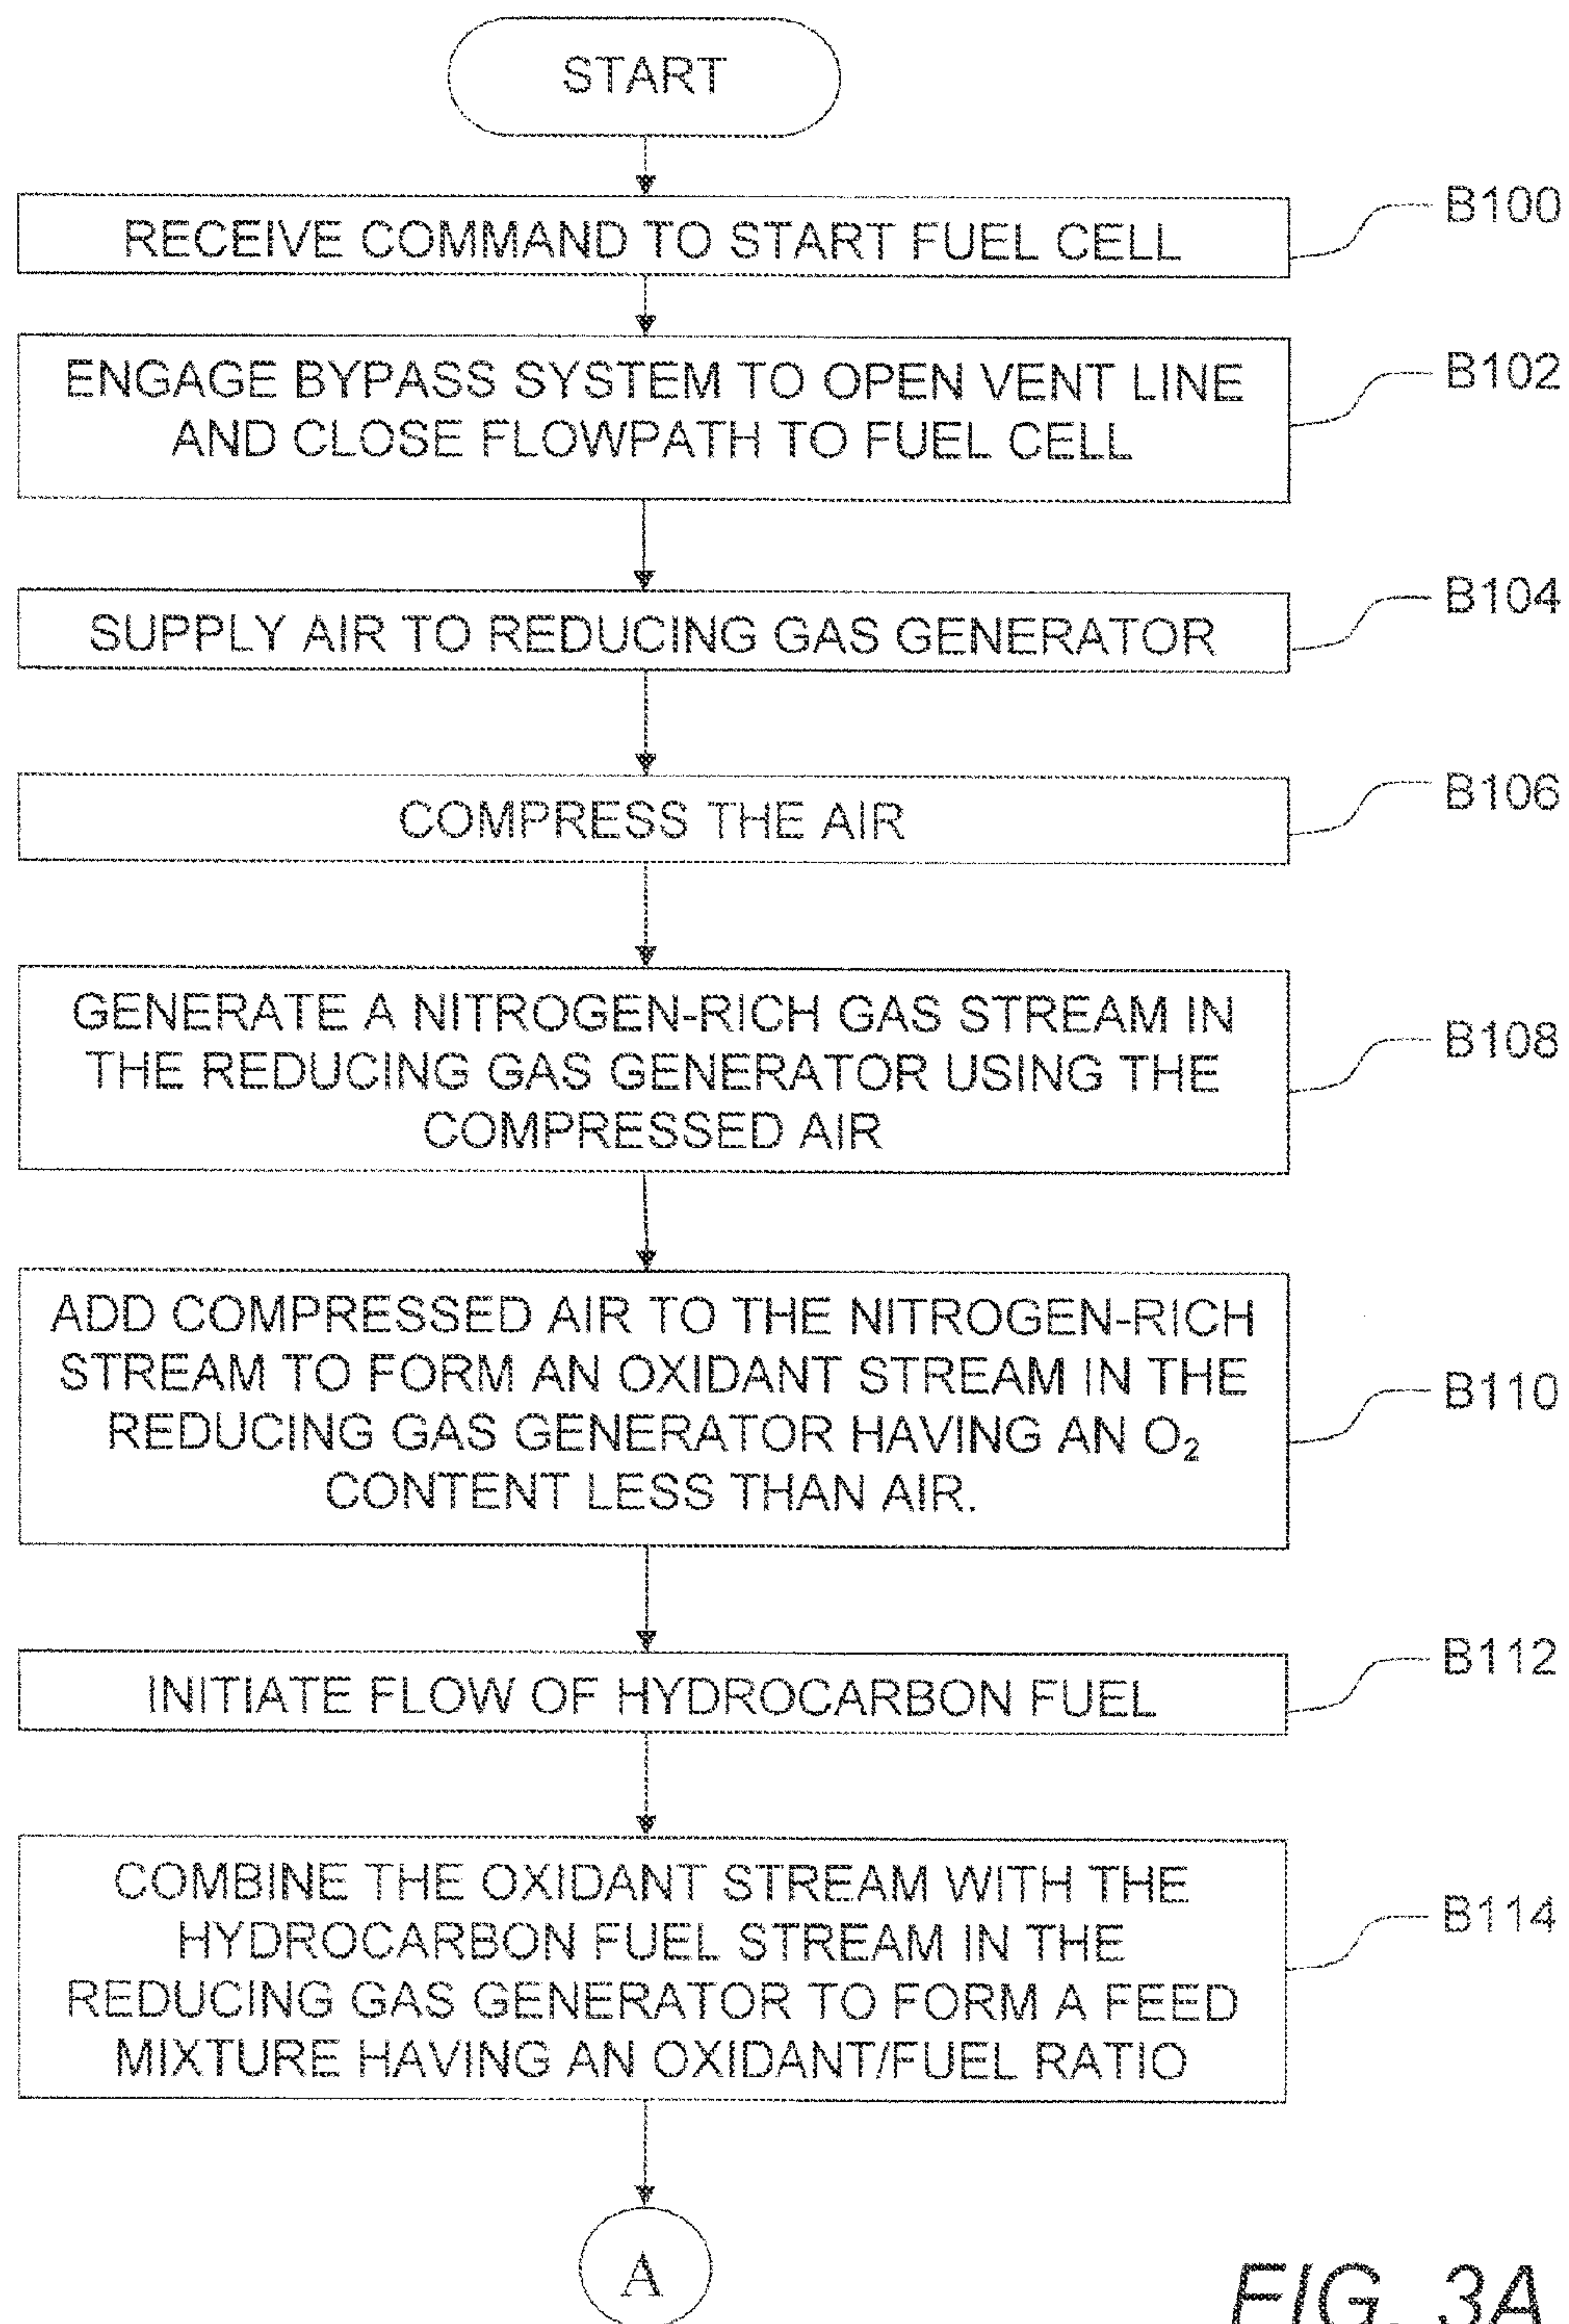 START
RECEIVE COMMAND TO START FUEL CELL
B100
ENGAGE BYPASS SYSTEM TO OPEN VENT LINE
AND CLOSE FLOWPATH TO FUEL CELL
B102
SUPPLY AIR TO REDUCING GAS GENERATOR
B104
COMPRESS THE AIR
B106
GENERATE A NITROGEN-RICH GAS STREAM IN
THE REDUCING GAS GENERATOR USING THE
COMPRESSED AIR
B108
ADD COMPRESSED AIR TO THE NITROGEN-RICH
STREAM TO FORM AN OXIDANT STREAM IN THE
REDUCING GAS GENERATOR HAVING AN O₂
CONTENT LESS THAN AIR.
B110
INITIATE FLOW OF HYDROCARBON FUEL
B112
COMBINE THE OXIDANT STREAM WITH THE
HYDROCARBON FUEL STREAM IN THE
REDUCING GAS GENERATOR TO FORM A FEED
MIXTURE HAVING AN OXIDANT/FUEL RATIO
B114
A
FIG. 3A